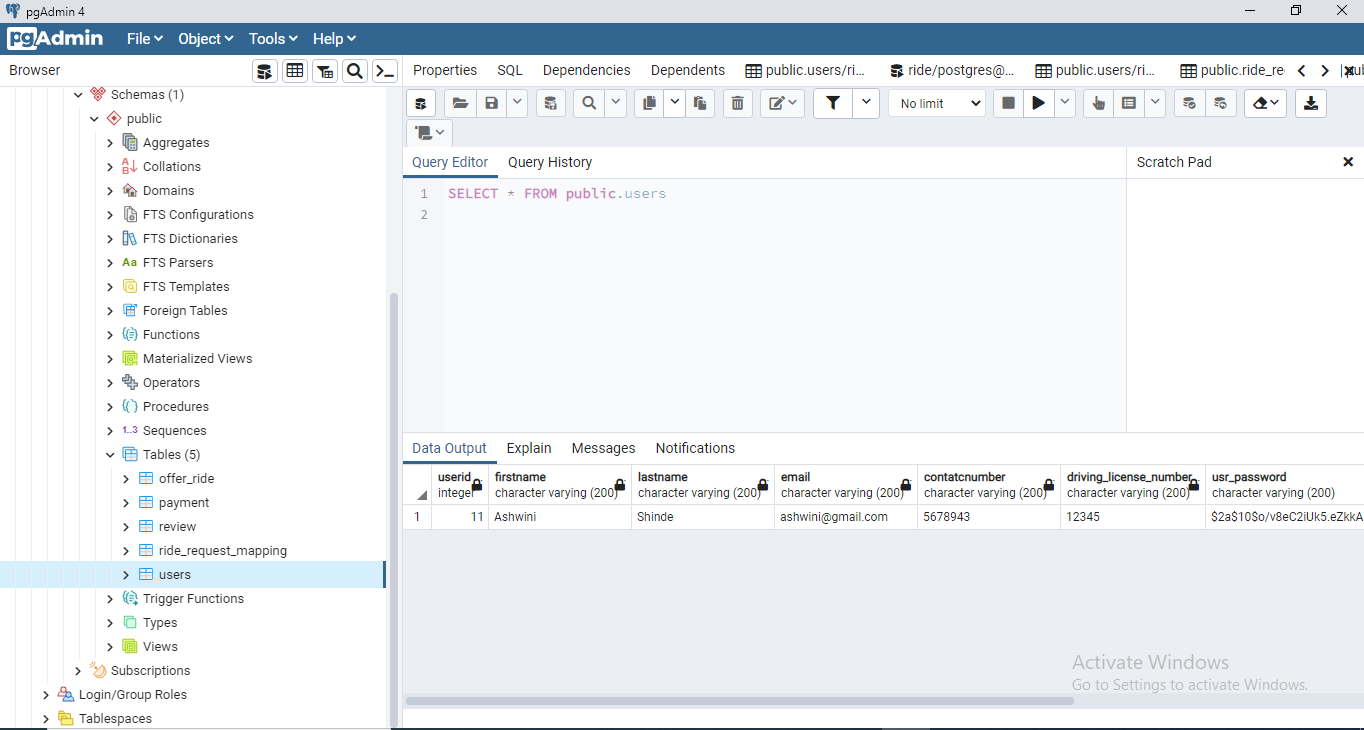 pgAdmin 4
pgAdmin File Object Tools Help
Browser
Properties SQL Dependencies Dependents public.users/ri... ride/postgres@... public.users/ri... public.ride_re
Schemas (1)
public
Aggregates
Collations
Domains
FTS Configurations
FTS Dictionaries
Aa FTS Parsers
FTS Templates
Foreign Tables
Functions
Materialized Views
Operators
Procedures
1..3 Sequences
Tables (5)
offer_ride
payment
review
ride_request_mapping
users
Trigger Functions
Types
Views
Subscriptions
Login/Group Roles
Tablespaces
No limit
Query Editor Query History
Scratch Pad
1 SELECT * FROM public.users
2
Data Output Explain Messages Notifications
userid firstname lastname email contatcnumber driving_license_number usr_password
integer character varying (200) character varying (200) character varying (200) character varying (200) character varying (200) character varying (200)
1 11 Ashwini Shinde ashwini@gmail.com 5678943 12345 $2a$10$o/v8eC2iUk5.eZkkA
Activate Windows
Go to Settings to activate Windows.